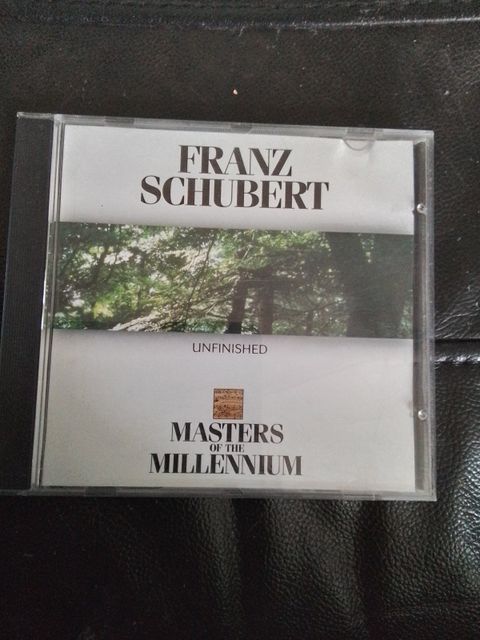 FRANZ
SCHUBERT
UNFINISHED
MASTERS
OF THE
MILLENNIUM